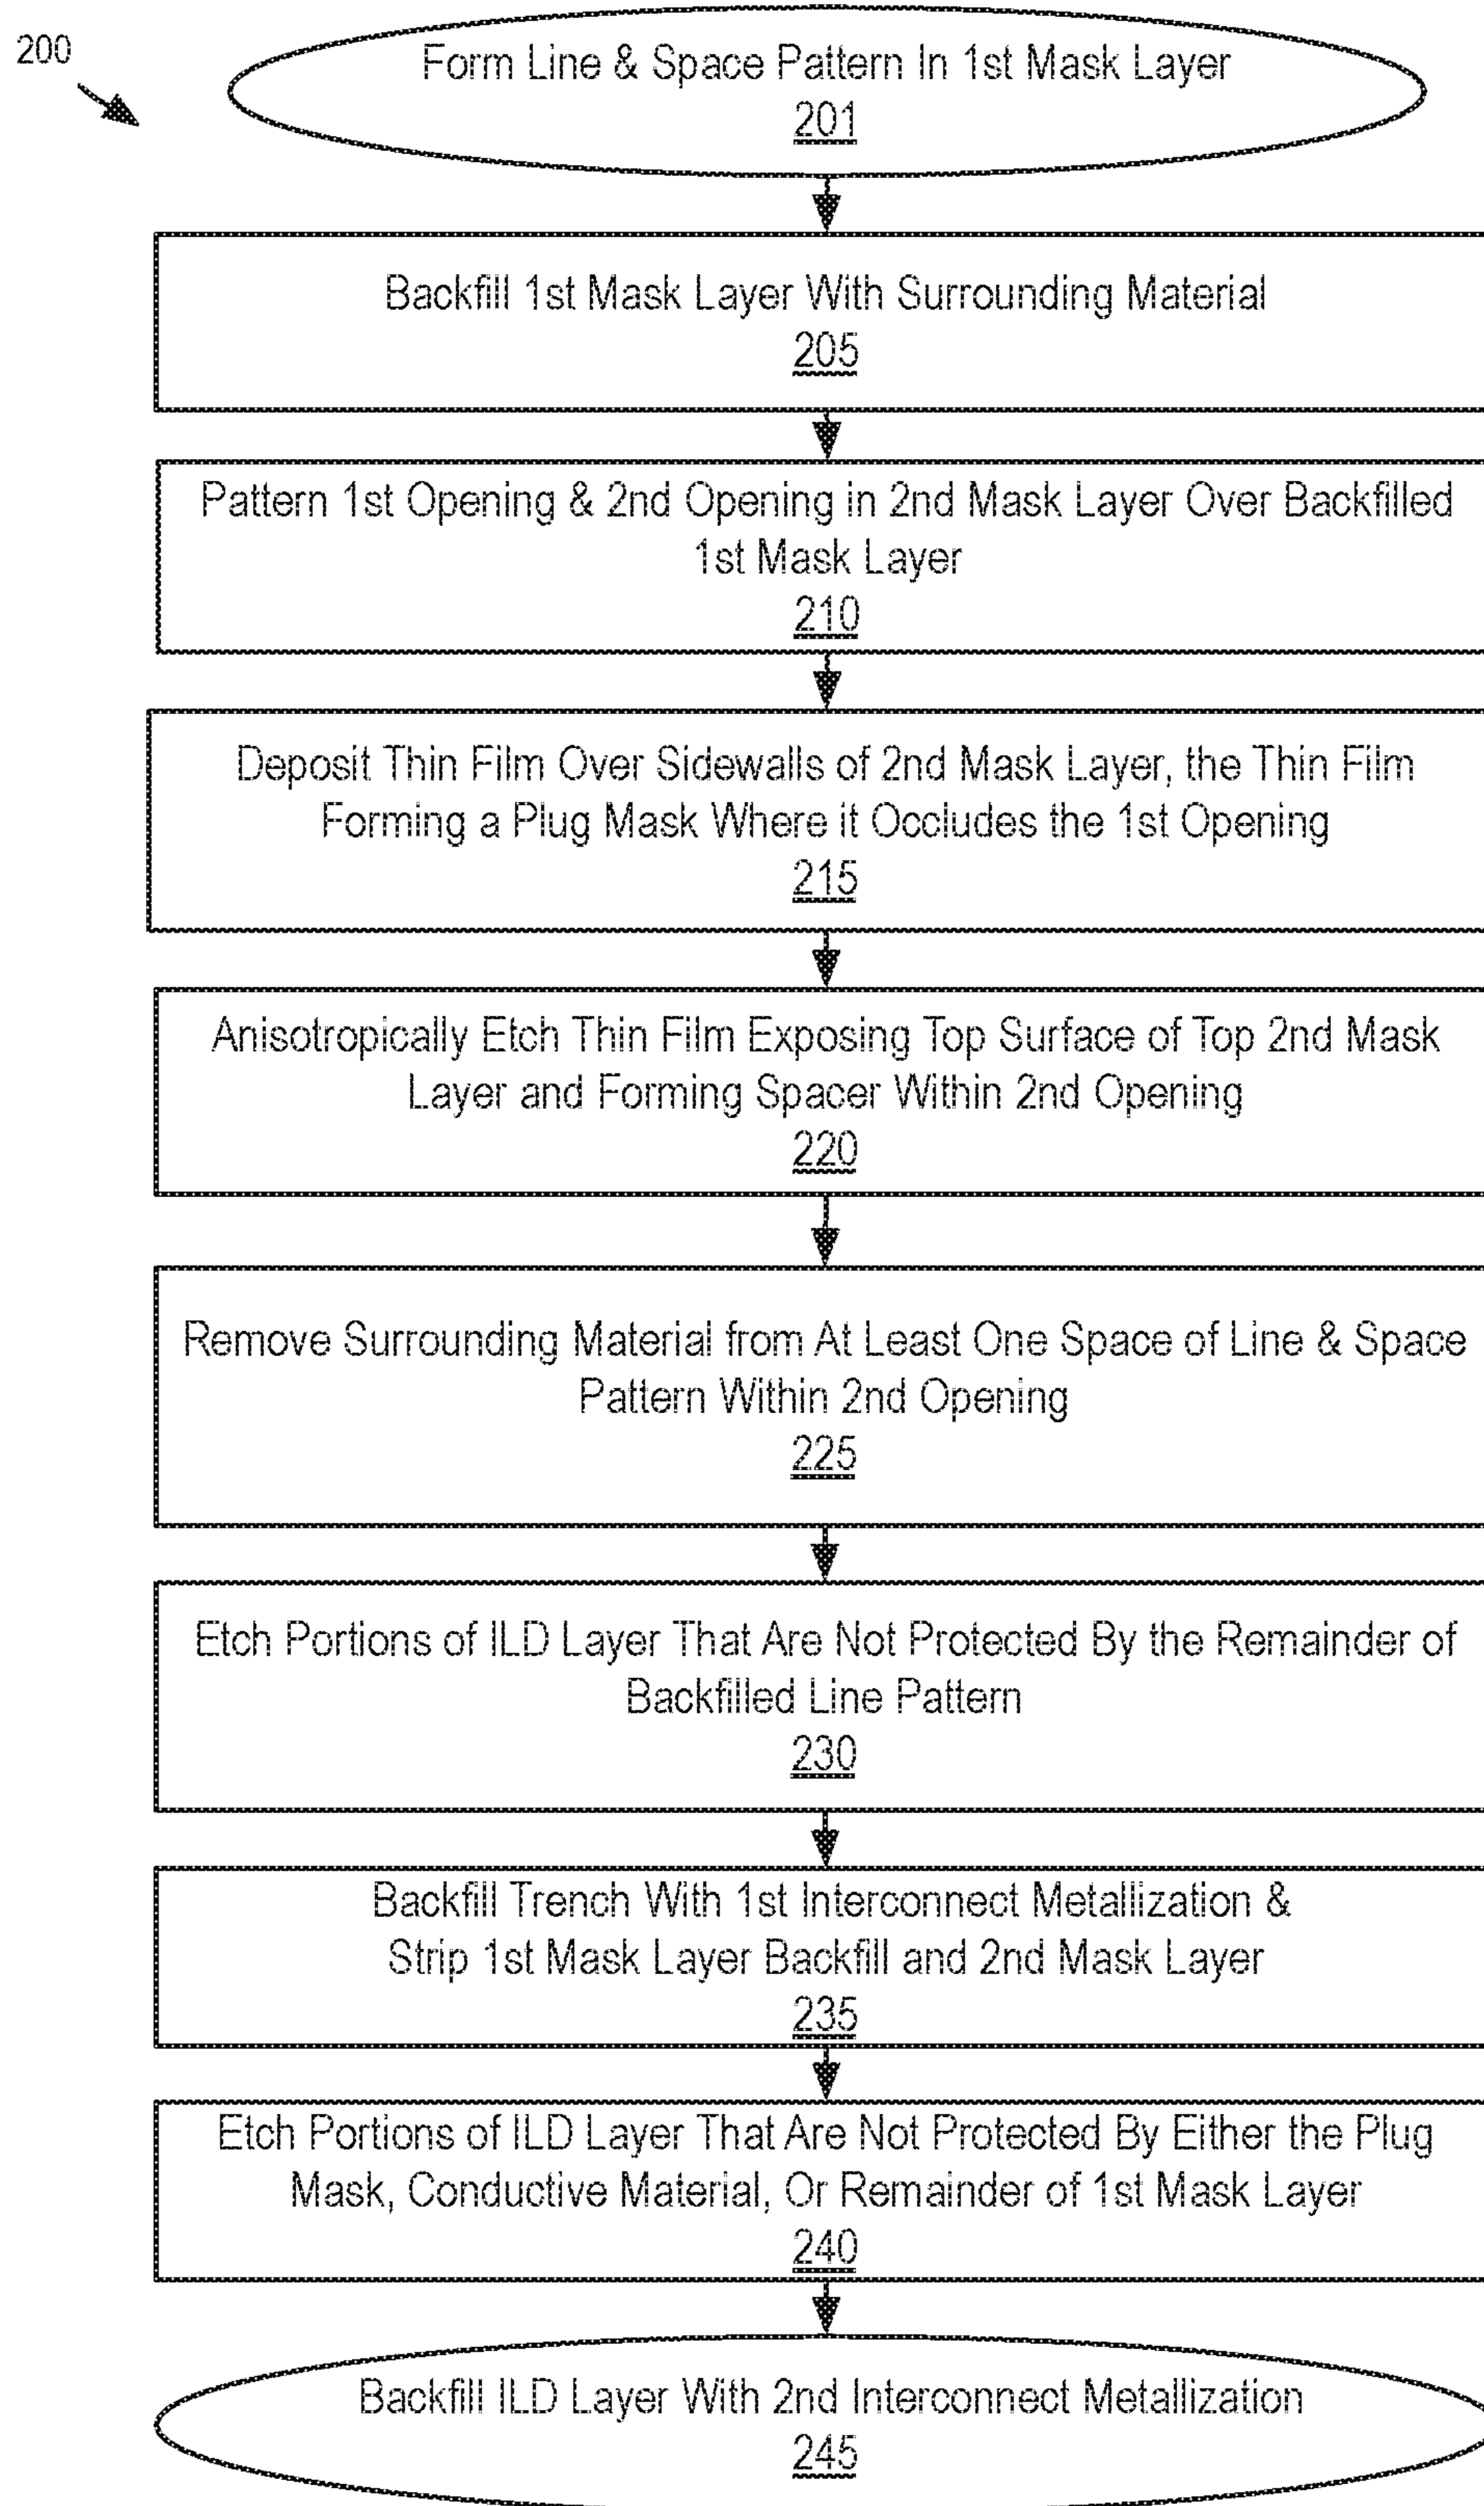 200
Form Line & Space Pattern In 1st Mask Layer
201
Backfill 1st Mask Layer With Surrounding Material
205
Pattern 1st Opening & 2nd Opening in 2nd Mask Layer Over Backfilled
1st Mask Layer
210
Deposit Thin Film Over Sidewalls of 2nd Mask Layer, the Thin Film
Forming a Plug Mask Where it Occludes the 1st Opening
215
Anisotropically Etch Thin Film Exposing Top Surface of Top 2nd Mask
Layer and Forming Spacer Within 2nd Opening
220
Remove Surrounding Material from At Least One Space of Line & Space
Pattern Within 2nd Opening
225
Etch Portions of ILD Layer That Are Not Protected By the Remainder of
Backfilled Line Pattern
230
Backfill Trench With 1st Interconnect Metallization &
Strip 1st Mask Layer Backfill and 2nd Mask Layer
235
Etch Portions of ILD Layer That Are Not Protected By Either the Plug
Mask, Conductive Material, Or Remainder of 1st Mask Layer
240
Backfill ILD Layer With 2nd Interconnect Metallization
245